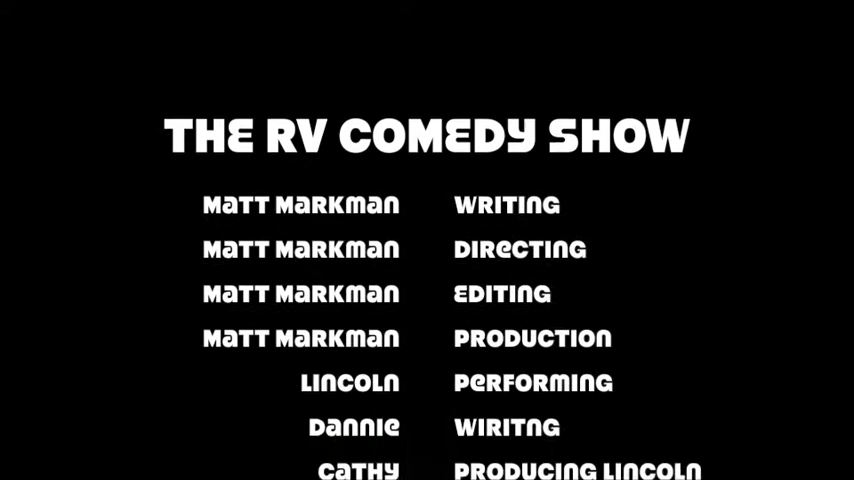 THE RV COMEDY SHOW
MATT MARKMAN WRITING
MATT MARKMAN DIRECTING
MATT MARKMAN EDITING
MATT MARKMAN PRODUCTION
LINCOLN PERFORMING
DANNIE WIRITNG
CATHY PRODUCING LINCOLN